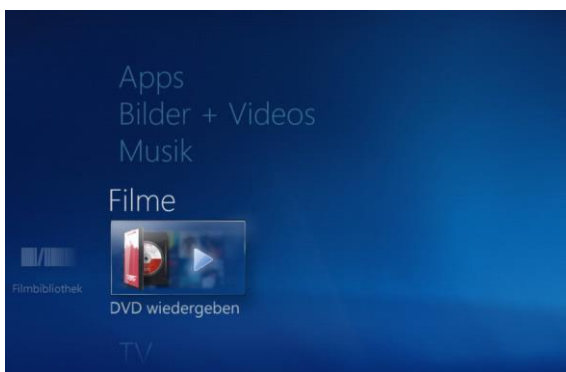 Apps
Bilder + Videos
Musik
Filme
Filmbibliothek
DVD wiedergeben
TV